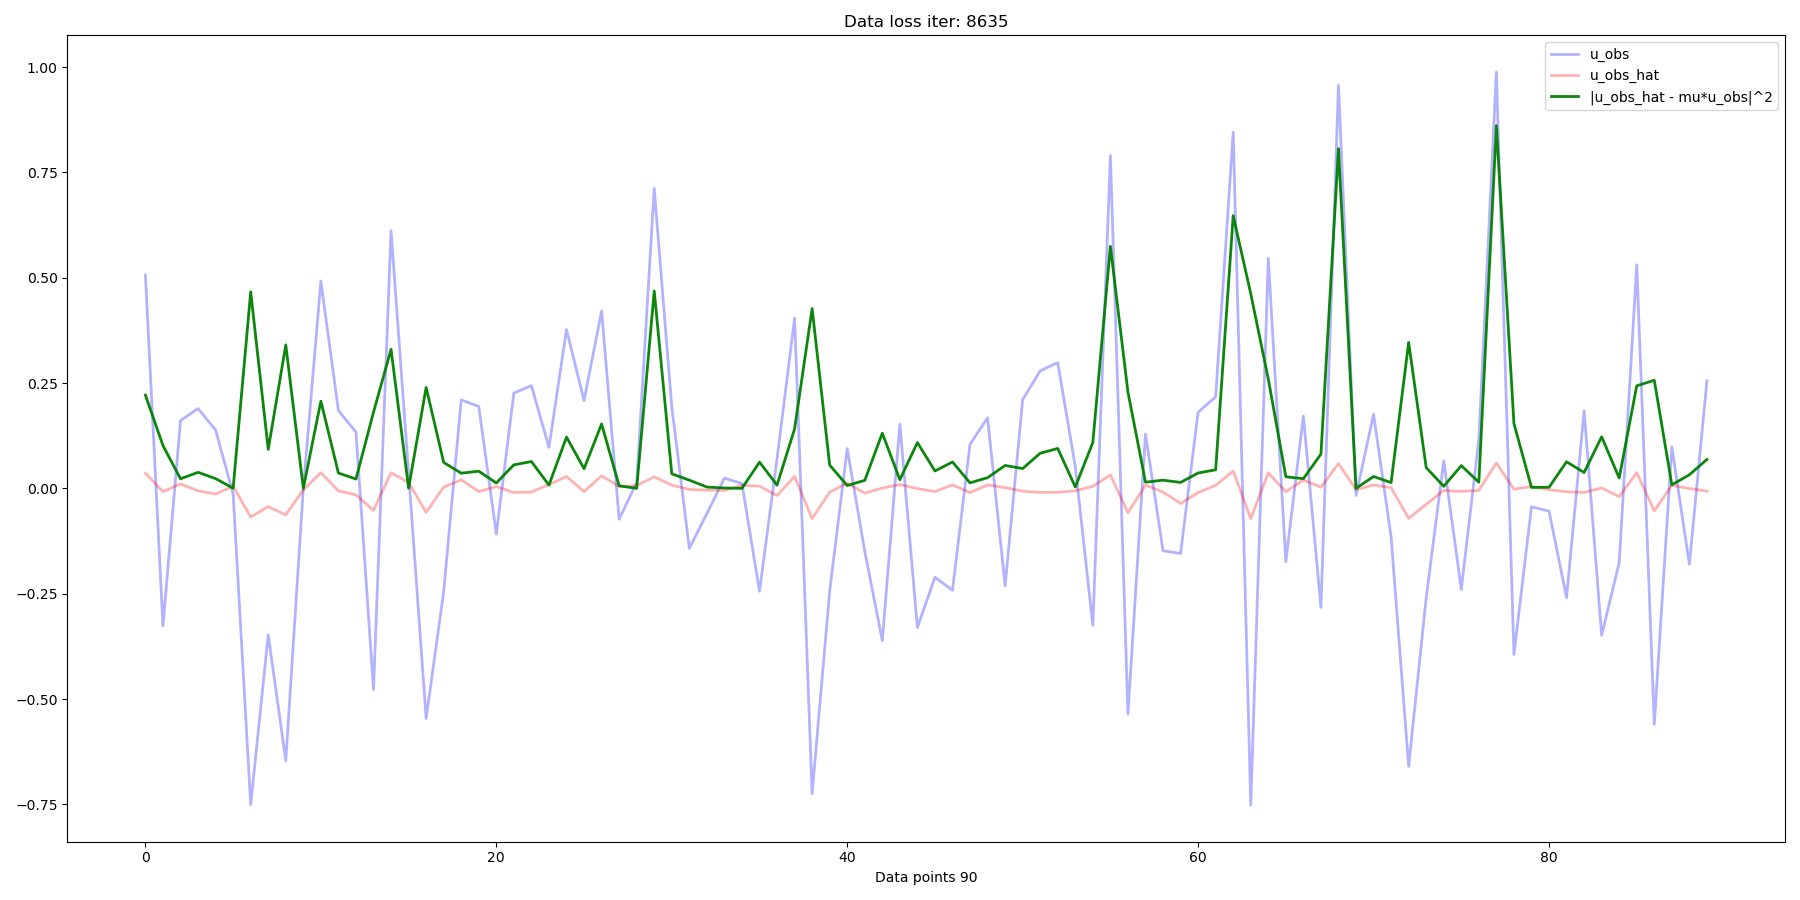 Data loss iter: 8635
u_obs
u_obs_hat
|u_obs_hat - mu*u_obs|^2
1.00
0.75
0.50
0.25
0.00
−0.25
−0.50
−0.75
0 20 40 60 80
Data points 90